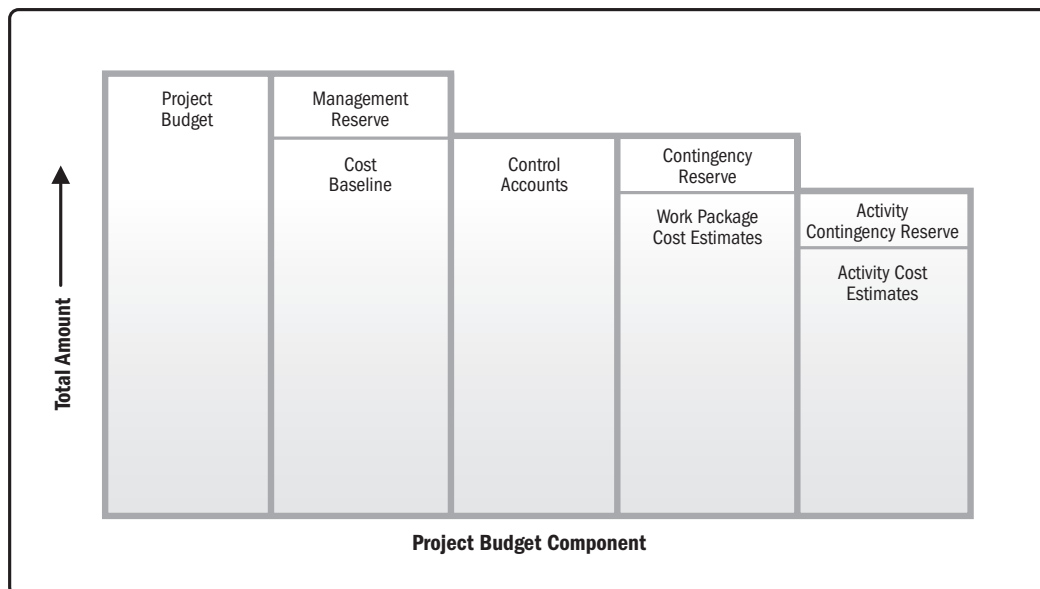 Project
Budget
Management
Reserve
Cost
Baseline
Control
Accounts
Contingency
Reserve
Work Package
Cost Estimates
Activity
Contingency Reserve
Activity Cost
Estimates
Total Amount
Project Budget Component